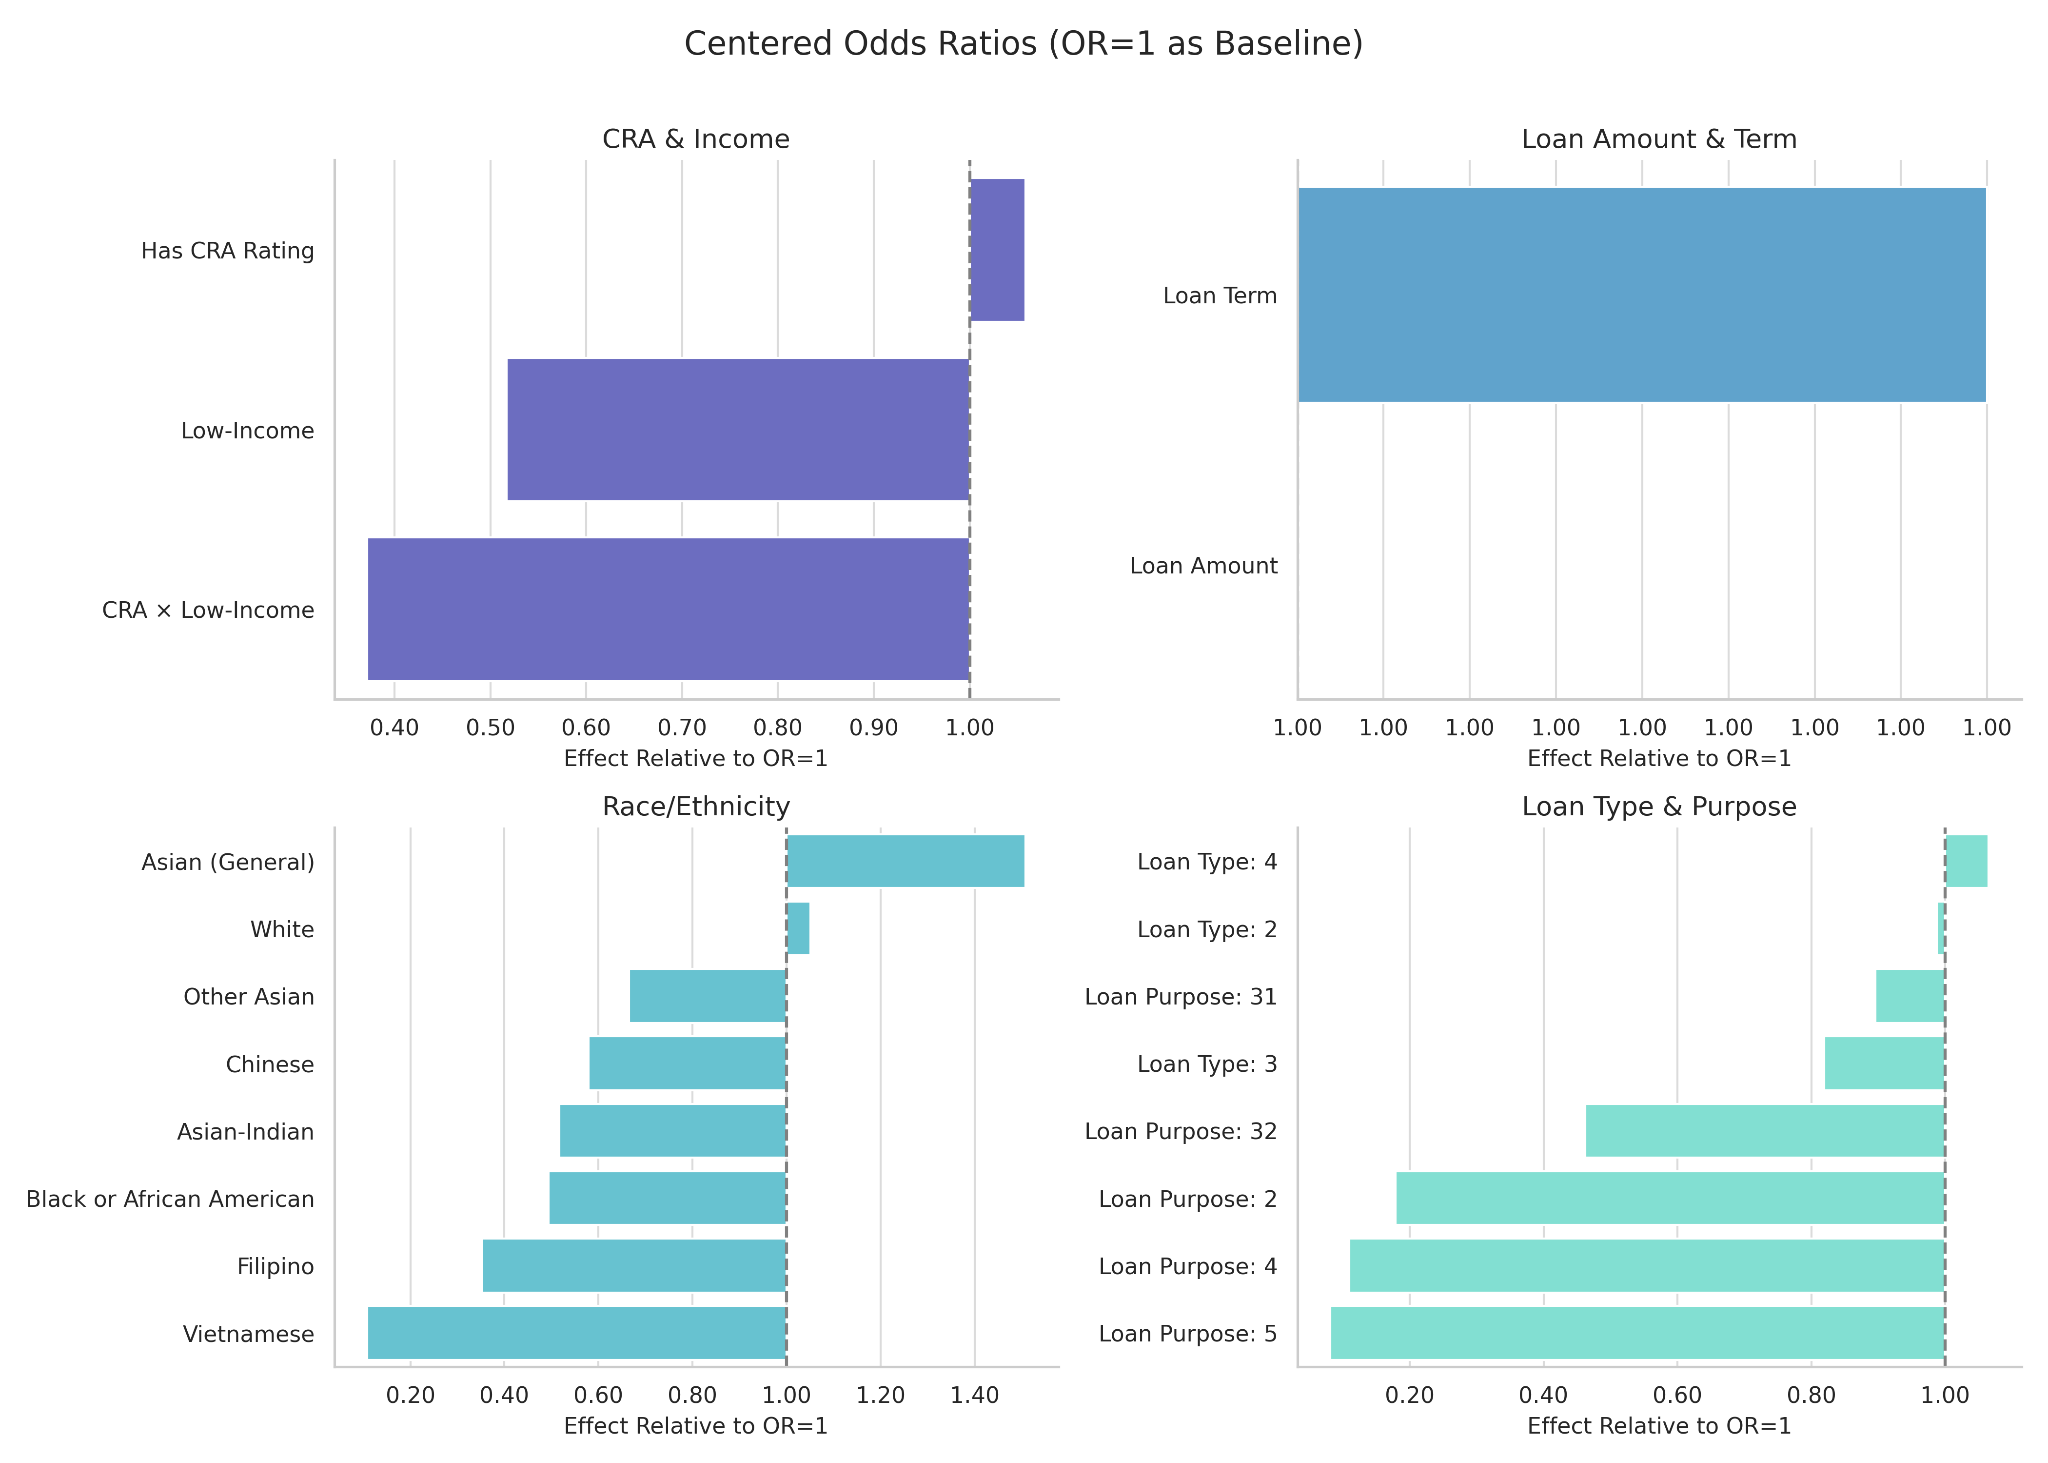 Centered Odds Ratios (OR=1 as Baseline)
CRA & Income
Has CRA Rating
Low-Income
CRA × Low-Income
0.40 0.50 0.60 0.70 0.80 0.90 1.00
Effect Relative to OR=1
Loan Amount & Term
Loan Term
Loan Amount
1.00 1.00 1.00 1.00 1.00 1.00 1.00 1.00 1.00
Effect Relative to OR=1
Race/Ethnicity
Asian (General)
White
Other Asian
Chinese
Asian-Indian
Black or African American
Filipino
Vietnamese
0.20 0.40 0.60 0.80 1.00 1.20 1.40
Effect Relative to OR=1
Loan Type & Purpose
Loan Type: 4
Loan Type: 2
Loan Purpose: 31
Loan Type: 3
Loan Purpose: 32
Loan Purpose: 2
Loan Purpose: 4
Loan Purpose: 5
0.20 0.40 0.60 0.80 1.00
Effect Relative to OR=1